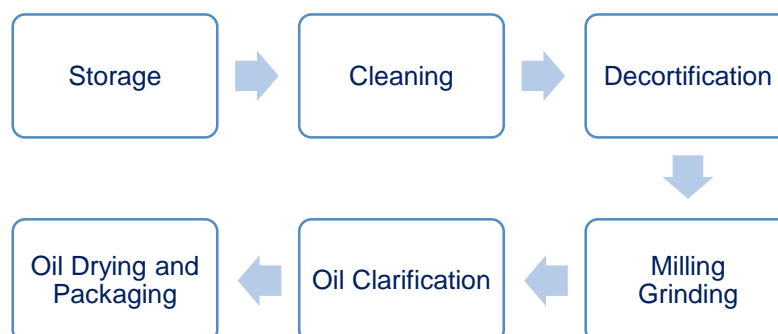 Storage
Cleaning
Decortification
Milling
Grinding
Oil Clarification
Oil Drying and
Packaging